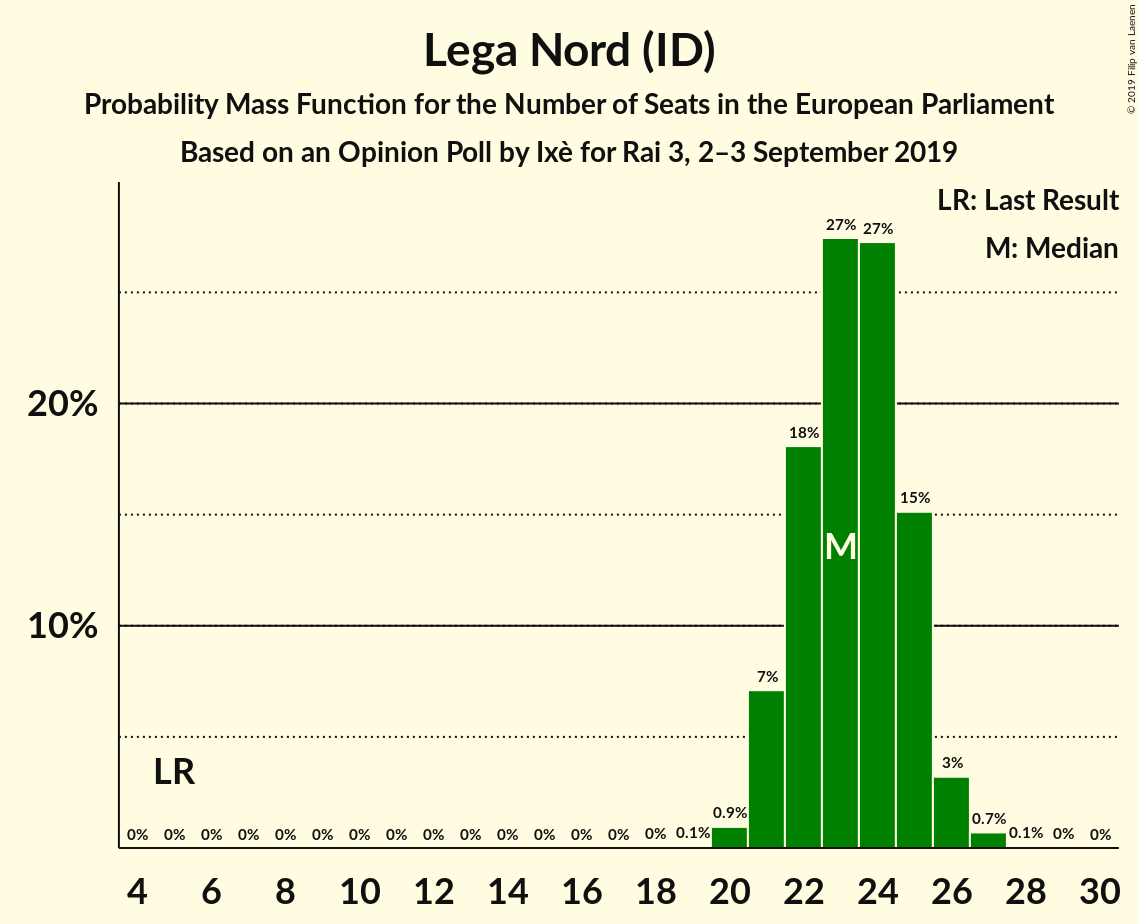 Lega Nord (ID)
Probability Mass Function for the Number of Seats in the European Parliament
Based on an Opinion Poll by Ixè for Rai 3, 2–3 September 2019
© 2019 Filip van Laenen
LR: Last Result
M: Median
27% 27%
20%
18%
15%
M
10%
7%
LR
3%
0.9%
0.7%
0% 0% 0% 0% 0% 0% 0% 0% 0% 0% 0% 0% 0% 0% 0% 0.1% 0.1% 0% 0%
4 6 8 10 12 14 16 18 20 22 24 26 28 30